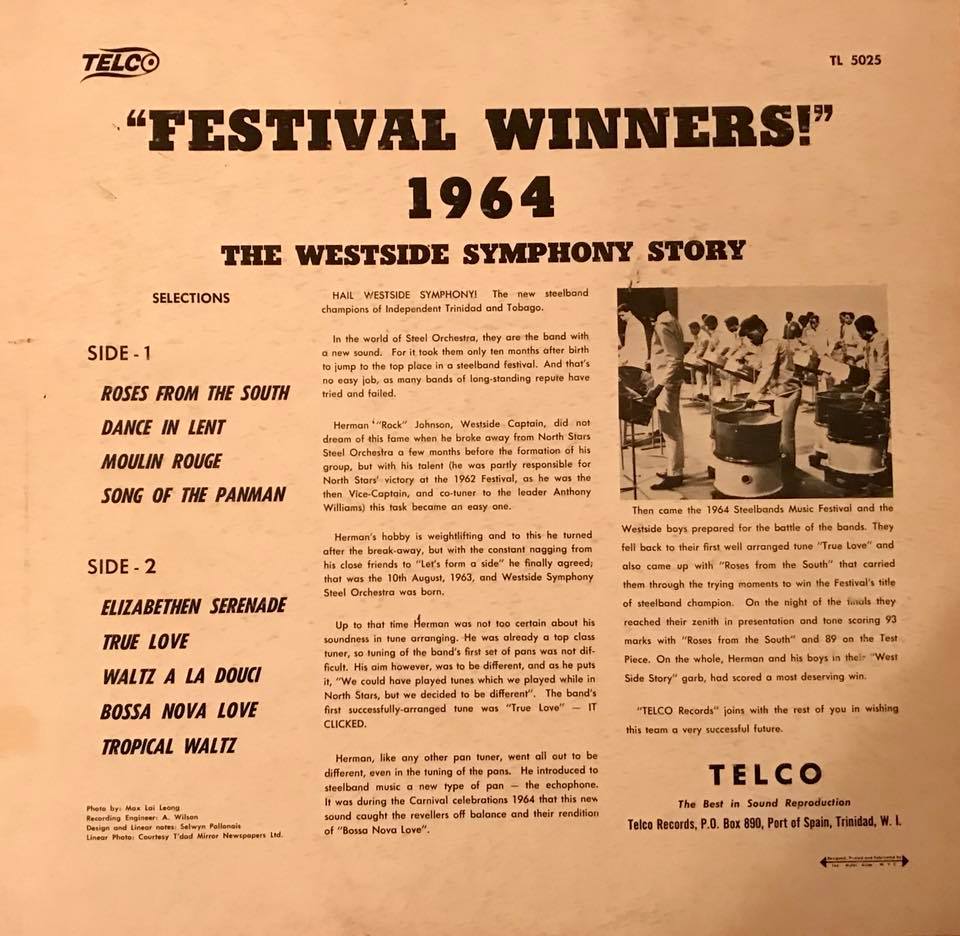 TELCO
TL 5025
"FESTIVAL WINNERS!"
1964
THE WESTSIDE SYMPHONY STORY
SELECTIONS
SIDE - 1
ROSES FROM THE SOUTH
DANCE IN LENT
MOULIN ROUGE
SONG OF THE PANMAN
SIDE - 2
ELIZABETHEN SERENADE
TRUE LOVE
WALTZ A LA DOUCI
BOSSA NOVA LOVE
TROPICAL WALTZ
Photo by: Max Lai Leong
Recording Engineer: A. Wilson
Design and Linear notes: Selwyn Pollonais
Linear Photo: Courtesy T'dad Mirror Newspapers Ltd.
HAIL WESTSIDE SYMPHONY! The new steelband
champions of Independent Trinidad and Tobago.
In the world of Steel Orchestra, they are the band with
a new sound. For it took them only ten months after birth
to jump to the top place in a steelband festival. And that's
no easy job, as many bands of long-standing repute have
tried and failed.
Herman "Rock" Johnson, Westside Captain, did not
dream of this fame when he broke away from North Stars
Steel Orchestra a few months before the formation of his
group, but with his talent (he was partly responsible for
North Stars' victory at the 1962 Festival, as he was the
then Vice-Captain, and co-tuner to the leader Anthony
Williams) this task became an easy one.
Herman's hobby is weightlifting and to this he turned
after the break-away, but with the constant nagging from
his close friends to "Let's form a side" he finally agreed;
that was the 10th August, 1963, and Westside Symphony
Steel Orchestra was born.
Up to that time Herman was not too certain about his
soundness in tune arranging. He was already a top class
tuner, so tuning of the band's first set of pans was not dif-
ficult. His aim however, was to be different, and as he puts
it, "We could have played tunes which we played while in
North Stars, but we decided to be different". The band's
first successfully-arranged tune was "True Love" — IT
CLICKED.
Herman, like any other pan tuner, went all out to be
different, even in the tuning of the pans. He introduced to
steelband music a new type of pan — the echophone.
It was during the Carnival celebrations 1964 that this new
sound caught the revellers off balance and their rendition
of "Bossa Nova Love".
Then came the 1964 Steelbands Music Festival and the
Westside boys prepared for the battle of the bands. They
fell back to their first well arranged tune "True Love" and
also came up with "Roses from the South" that carried
them through the trying moments to win the Festival's title
of steelband champion. On the night of the finals they
reached their zenith in presentation and tone scoring 93
marks with "Roses from the South" and 89 on the Test
Piece. On the whole, Herman and his boys in their "West
Side Story" garb, had scored a most deserving win.
"TELCO Records" joins with the rest of you in wishing
this team a very successful future.
TELCO
The Best in Sound Reproduction
Telco Records, P.O. Box 890, Port of Spain, Trinidad, W. I.
Designed, Printed and Fabricated by